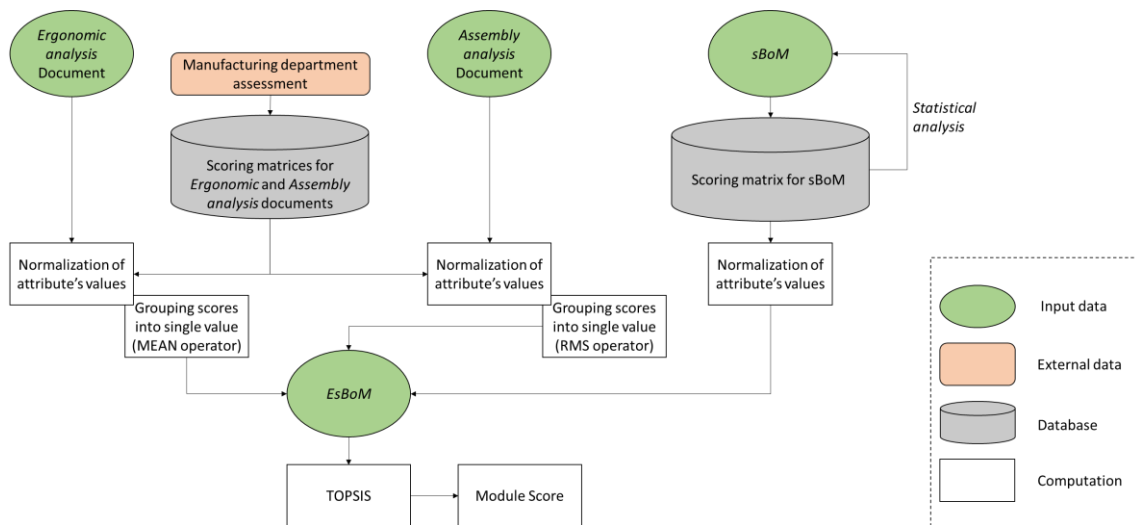 Ergonomic
analysis
Document
Manufacturing department
assessment
Assembly
analysis
Document
sBoM
Statistical
analysis
Scoring matrices for
Ergonomic and Assembly
analysis documents
Scoring matrix for sBoM
Normalization of
attribute's values
Normalization of
attribute's values
Normalization of
attribute's values
Grouping scores
into single value
(MEAN operator)
Grouping scores
into single value
(RMS operator)
EsBoM
TOPSIS
Module Score
Input data
External data
Database
Computation